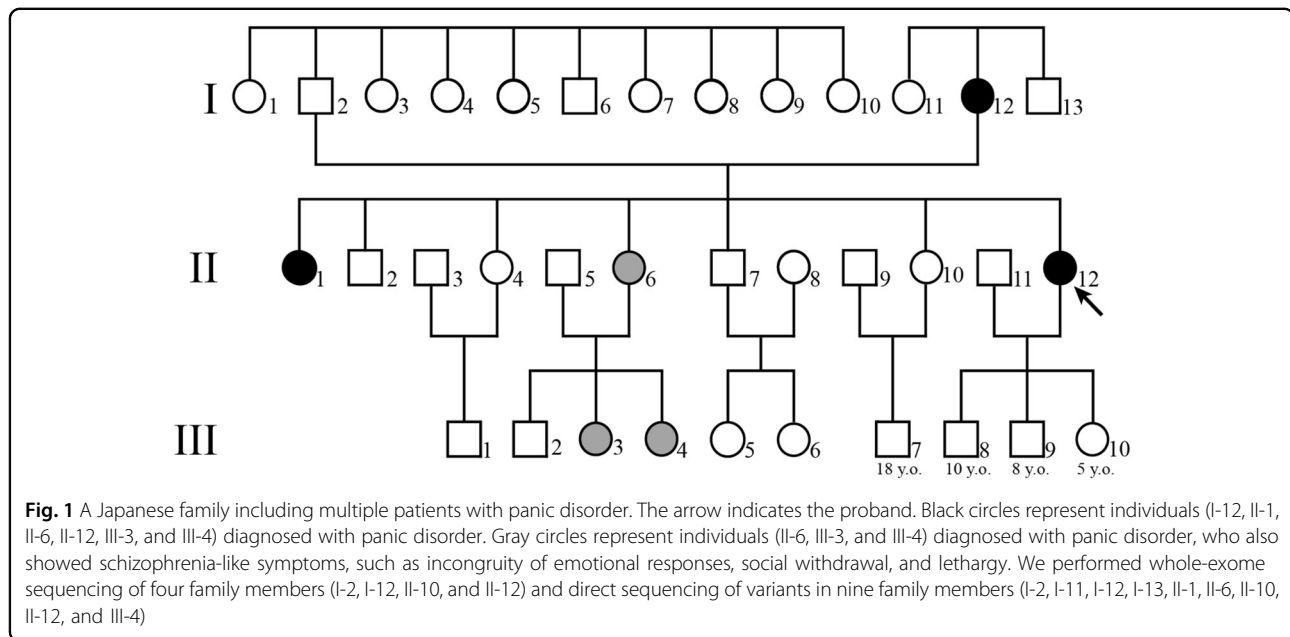 I 1 2 3 4 5 6 7 8 9 10 11 12 13
II 1 2 3 4 5 6 7 8 9 10 11 12
III 1 2 3 4 5 6 7 8 9 10
18 y.o. 10 y.o. 8 y.o. 5 y.o.
Fig. 1 A Japanese family including multiple patients with panic disorder. The arrow indicates the proband. Black circles represent individuals (I-12, II-1,
II-6, II-12, III-3, and III-4) diagnosed with panic disorder. Gray circles represent individuals (II-6, III-3, and III-4) diagnosed with panic disorder, who also
showed schizophrenia-like symptoms, such as incongruity of emotional responses, social withdrawal, and lethargy. We performed whole-exome
sequencing of four family members (I-2, I-12, II-10, and II-12) and direct sequencing of variants in nine family members (I-2, I-11, I-12, I-13, II-1, II-6, II-10,
II-12, and III-4)